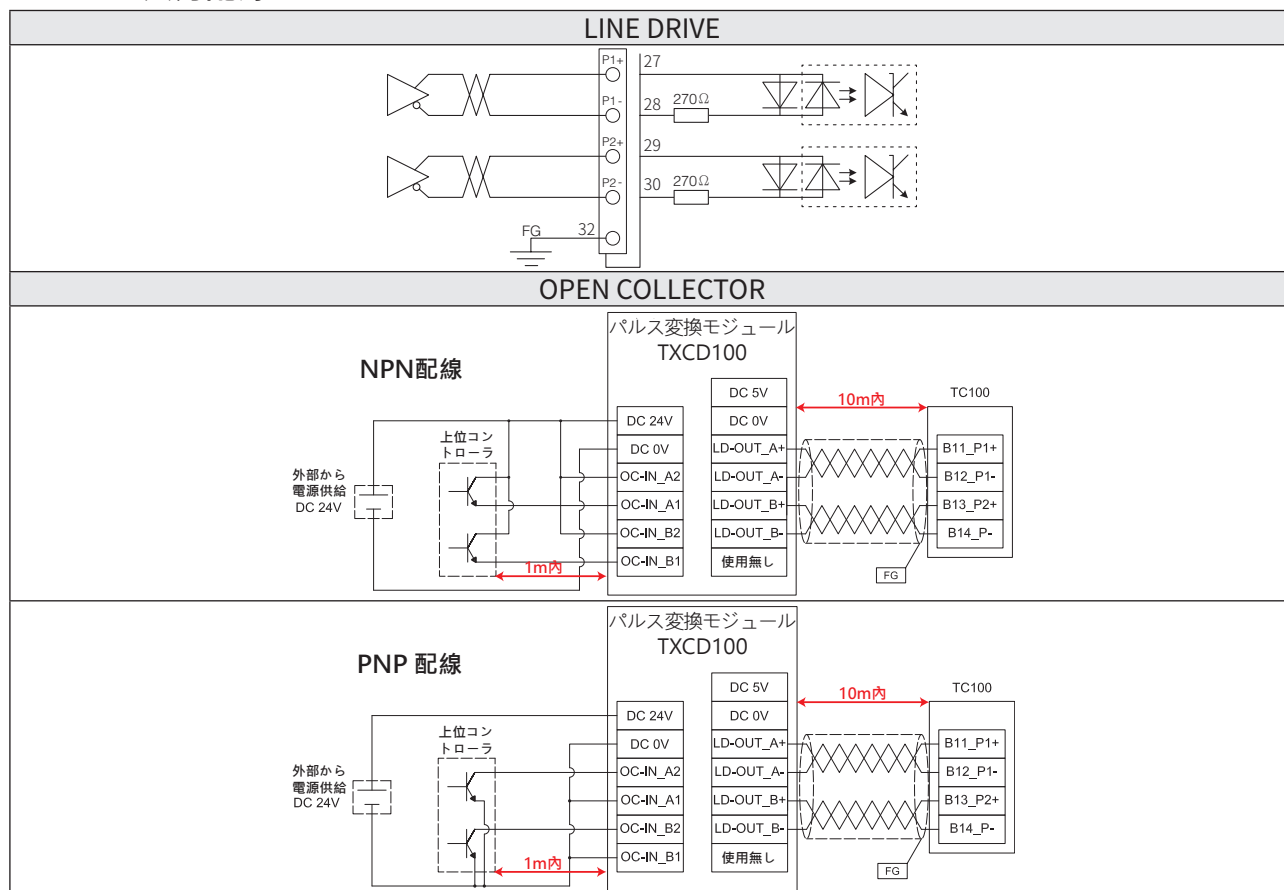 LINE DRIVE
P1+
27
P1-
28
270Ω
P2+
29
P2-
30
270Ω
FG
32
OPEN COLLECTOR
パルス変換モジュール
TXCD100
NPN配線
DC 5V
10m內
TC100
DC 24V
DC 0V
上位コン
トローラ
DC 0V
LD-OUT_A+
B11_P1+
外部から
電源供給
DC 24V
OC-IN_A2
LD-OUT_A-
B12_P1-
OC-IN_A1
LD-OUT_B+
B13_P2+
OC-IN_B2
LD-OUT_B-
B14_P-
OC-IN_B1
使用無し
1m內
FG
パルス変換モジュール
TXCD100
PNP 配線
DC 5V
10m內
TC100
DC 24V
DC 0V
上位コン
トローラ
DC 0V
LD-OUT_A+
B11_P1+
外部から
電源供給
DC 24V
OC-IN_A2
LD-OUT_A-
B12_P1-
OC-IN_A1
LD-OUT_B+
B13_P2+
OC-IN_B2
LD-OUT_B-
B14_P-
OC-IN_B1
使用無し
1m內
FG